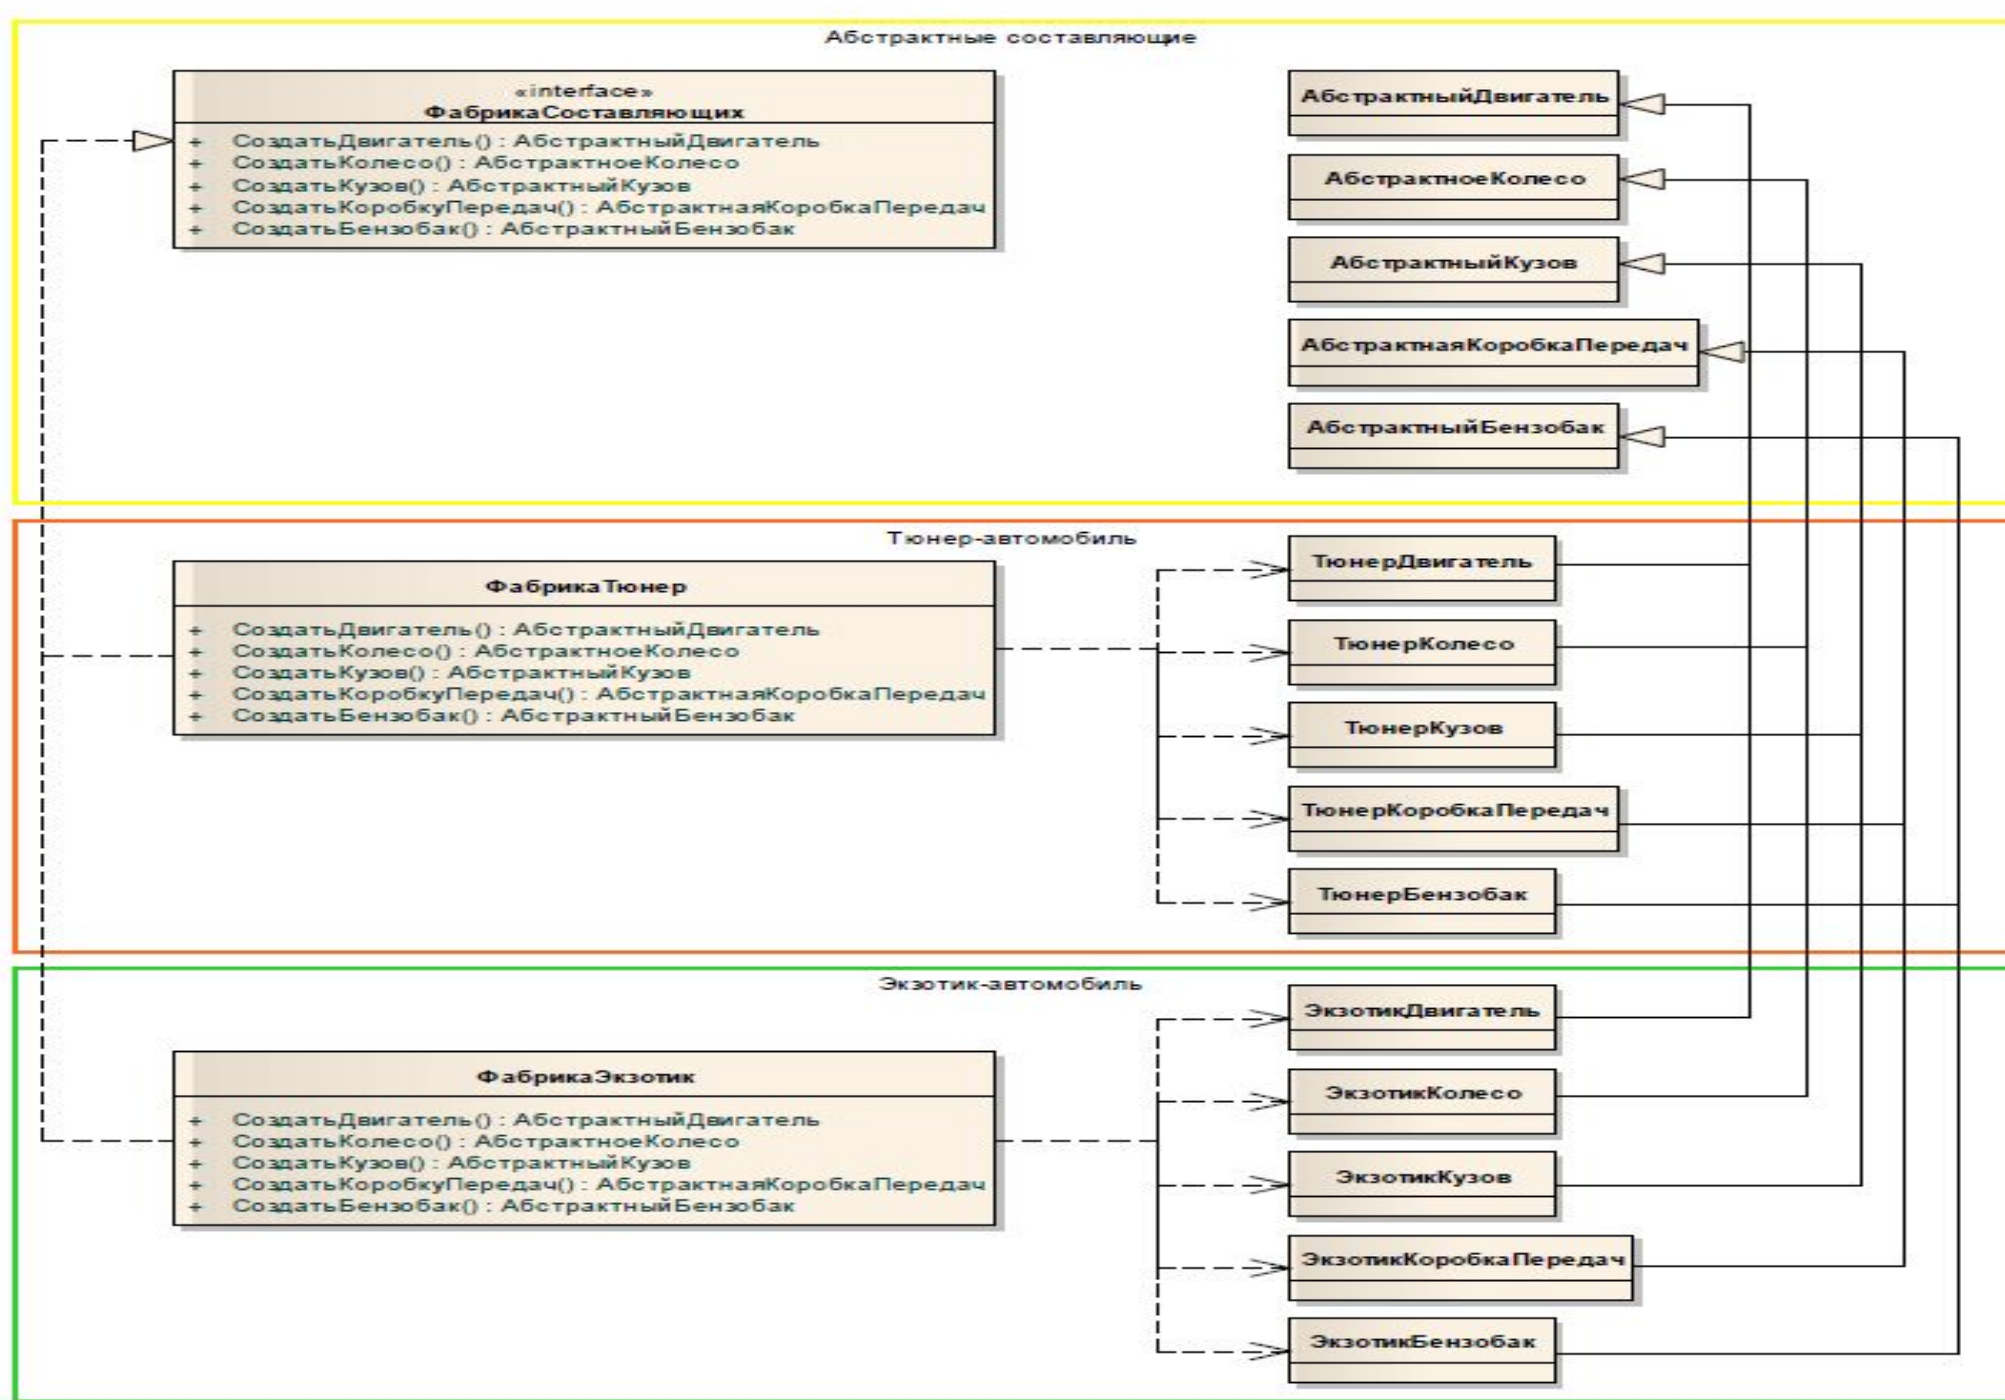 Абстрактные составляющие
«interface»
ФабрикаСоставляющих
+ СоздатьДвигатель() : АбстрактныйДвигатель
+ СоздатьКолесо() : АбстрактноеКолесо
+ СоздатьКузов() : АбстрактныйКузов
+ СоздатьКоробкуПередач() : АбстрактнаяКоробкаПередач
+ СоздатьБензобак() : АбстрактныйБензобак
АбстрактныйДвигатель
АбстрактноеКолесо
АбстрактныйКузов
АбстрактнаяКоробкаПередач
АбстрактныйБензобак
Тюнер-автомобиль
ФабрикаТюнер
+ СоздатьДвигатель() : АбстрактныйДвигатель
+ СоздатьКолесо() : АбстрактноеКолесо
+ СоздатьКузов() : АбстрактныйКузов
+ СоздатьКоробкуПередач() : АбстрактнаяКоробкаПередач
+ СоздатьБензобак() : АбстрактныйБензобак
ТюнерДвигатель
ТюнерКолесо
ТюнерКузов
ТюнерКоробкаПередач
ТюнерБензобак
Экзотик-автомобиль
ФабрикаЭкзотик
+ СоздатьДвигатель() : АбстрактныйДвигатель
+ СоздатьКолесо() : АбстрактноеКолесо
+ СоздатьКузов() : АбстрактныйКузов
+ СоздатьКоробкуПередач() : АбстрактнаяКоробкаПередач
+ СоздатьБензобак() : АбстрактныйБензобак
ЭкзотикДвигатель
ЭкзотикКолесо
ЭкзотикКузов
ЭкзотикКоробкаПередач
ЭкзотикБензобак